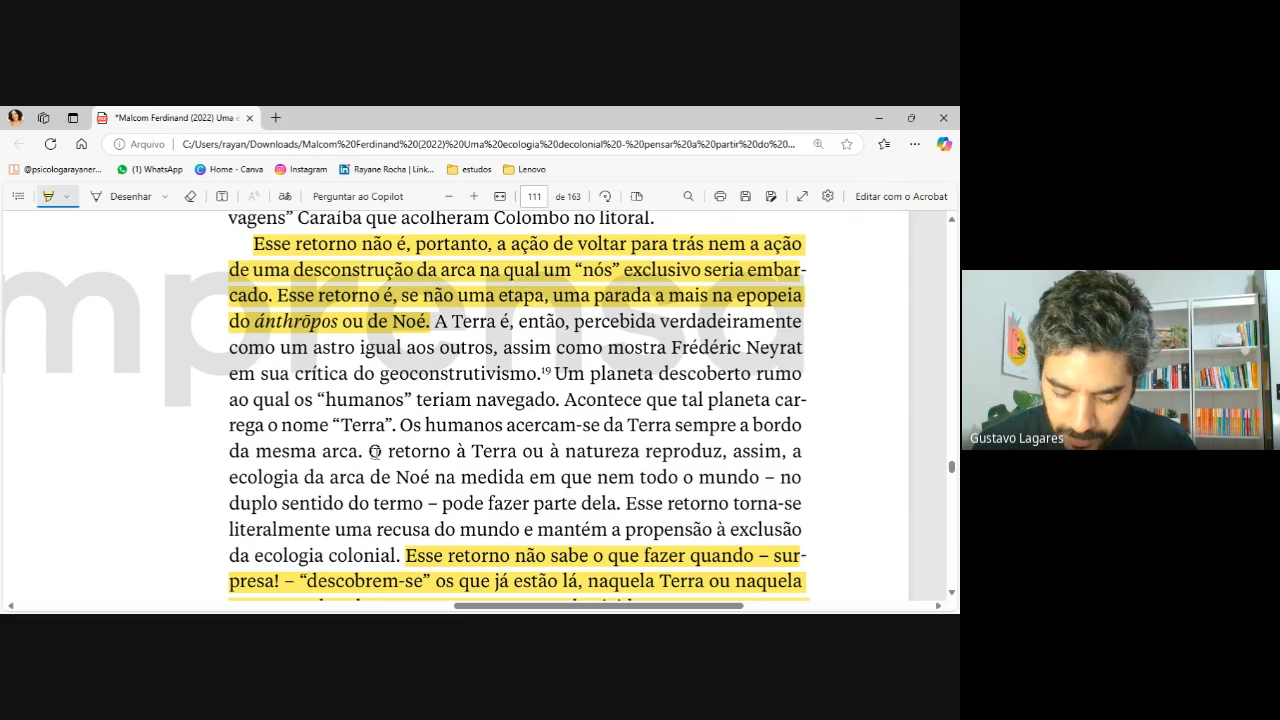 *Malcom Ferdinand (2022) Uma e
Arquivo
C:/Users/rayan/Downloads/Malcom%20Ferdinand%20(2022)%20Uma%20ecologia%20decolonial%20-%20pensar%20a%20partir%20do%20...
@psicologarayaner...
(1) WhatsApp
Home - Canva
Instagram
Rayane Rocha | Link...
estudos
Lenovo
Desenhar
Perguntar ao Copilot
111 de 163
Editar com o Acrobat
vagens” Caraíba que acolheram Colombo no litoral.
Esse retorno não é, portanto, a ação de voltar para trás nem a ação
de uma desconstrução da arca na qual um “nós” exclusivo seria embar-
cado. Esse retorno é, se não uma etapa, uma parada a mais na epopeia
do ánthrōpos ou de Noé. A Terra é, então, percebida verdadeiramente
como um astro igual aos outros, assim como mostra Frédéric Neyrat
em sua crítica do geoconstrutivismo.¹⁹ Um planeta descoberto rumo
ao qual os “humanos” teriam navegado. Acontece que tal planeta car-
rega o nome “Terra”. Os humanos acercam-se da Terra sempre a bordo
da mesma arca. O retorno à Terra ou à natureza reproduz, assim, a
ecologia da arca de Noé na medida em que nem todo o mundo – no
duplo sentido do termo – pode fazer parte dela. Esse retorno torna-se
literalmente uma recusa do mundo e mantém a propensão à exclusão
da ecologia colonial. Esse retorno não sabe o que fazer quando – sur-
presa! – “descobrem-se” os que já estão lá, naquela Terra ou naquela
mprensa
Gustavo Lagares